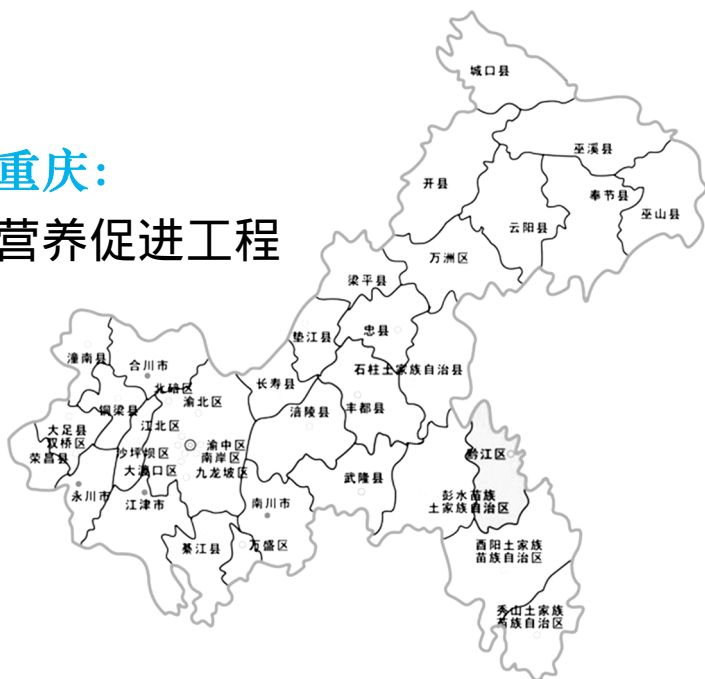 城口县
重庆：
巫溪县
开县
奉节县
巫山县
营养促进工程
云阳县
万洲区
梁平县
忠县
垫江县
潼南县
合川市
石柱土家族自治县
长寿县
北碚区
渝北区
铜梁县
涪陵县
丰都县
大足县
双桥区
荣昌县
江北区
渝中区
沙坪坝区
南岸区
大渡口区
九龙坡区
黔江区
武隆县
永川市
江津市
南川市
彭水苗族
土家族自治区
綦江县
万盛区
酉阳土家族
苗族自治区
秀山土家族
苗族自治区